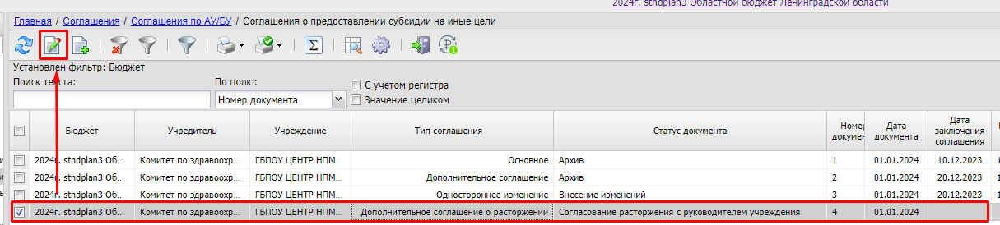 2024г. stndplan3 Областной бюджет Ленинградской области
Главная / Соглашения / Соглашения по АУ/БУ / Соглашения о предоставлении субсидии на иные цели
Установлен фильтр: Бюджет
Поиск текста: По полю: С учетом регистра
Номер документа Значение целиком
Бюджет Учредитель Учреждение Тип соглашения Статус документа Номер документа Дата документа Дата заключения соглашения
2024г. stndplan3 Об... Комитет по здравоохр... ГБПОУ ЦЕНТР НПМ... Основное Архив 1 01.01.2024 10.12.2023
2024г. stndplan3 Об... Комитет по здравоохр... ГБПОУ ЦЕНТР НПМ... Дополнительное соглашение Архив 2 01.01.2024 20.12.2023
2024г. stndplan3 Об... Комитет по здравоохр... ГБПОУ ЦЕНТР НПМ... Одностороннее изменение Внесение изменений 3 01.01.2024 20.12.2023
2024г. stndplan3 Об... Комитет по здравоохр... ГБПОУ ЦЕНТР НПМ... Дополнительное соглашение о расторжении Согласование расторжения с руководителем учреждения 4 01.01.2024